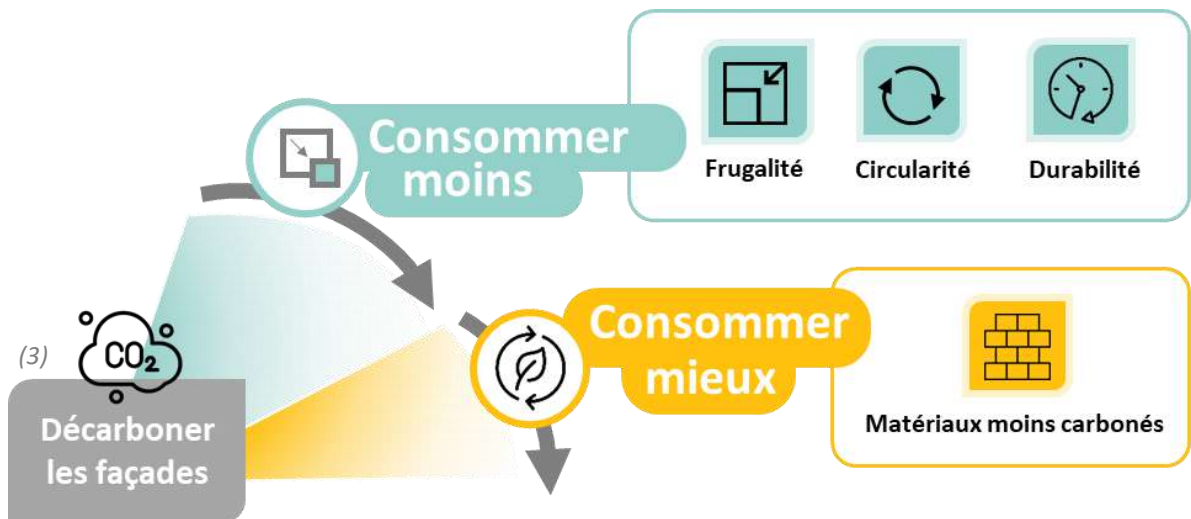 Consommer
moins
Frugalité
Circularité
Durabilité
Consommer
mieux
Matériaux moins carbonés
(3)
CO2
Décarboner
les façades